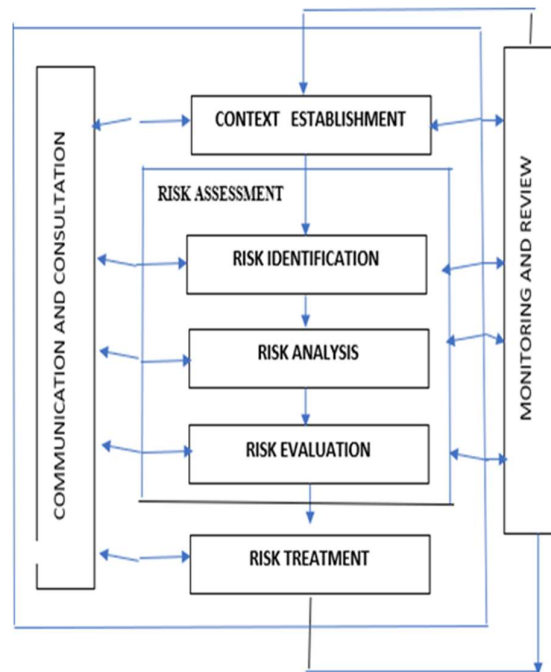 CONTEXT ESTABLISHMENT
RISK ASSESSMENT
RISK IDENTIFICATION
RISK ANALYSIS
RISK EVALUATION
RISK TREATMENT
COMMUNICATION AND CONSULTATION
MONITORING AND REVIEW